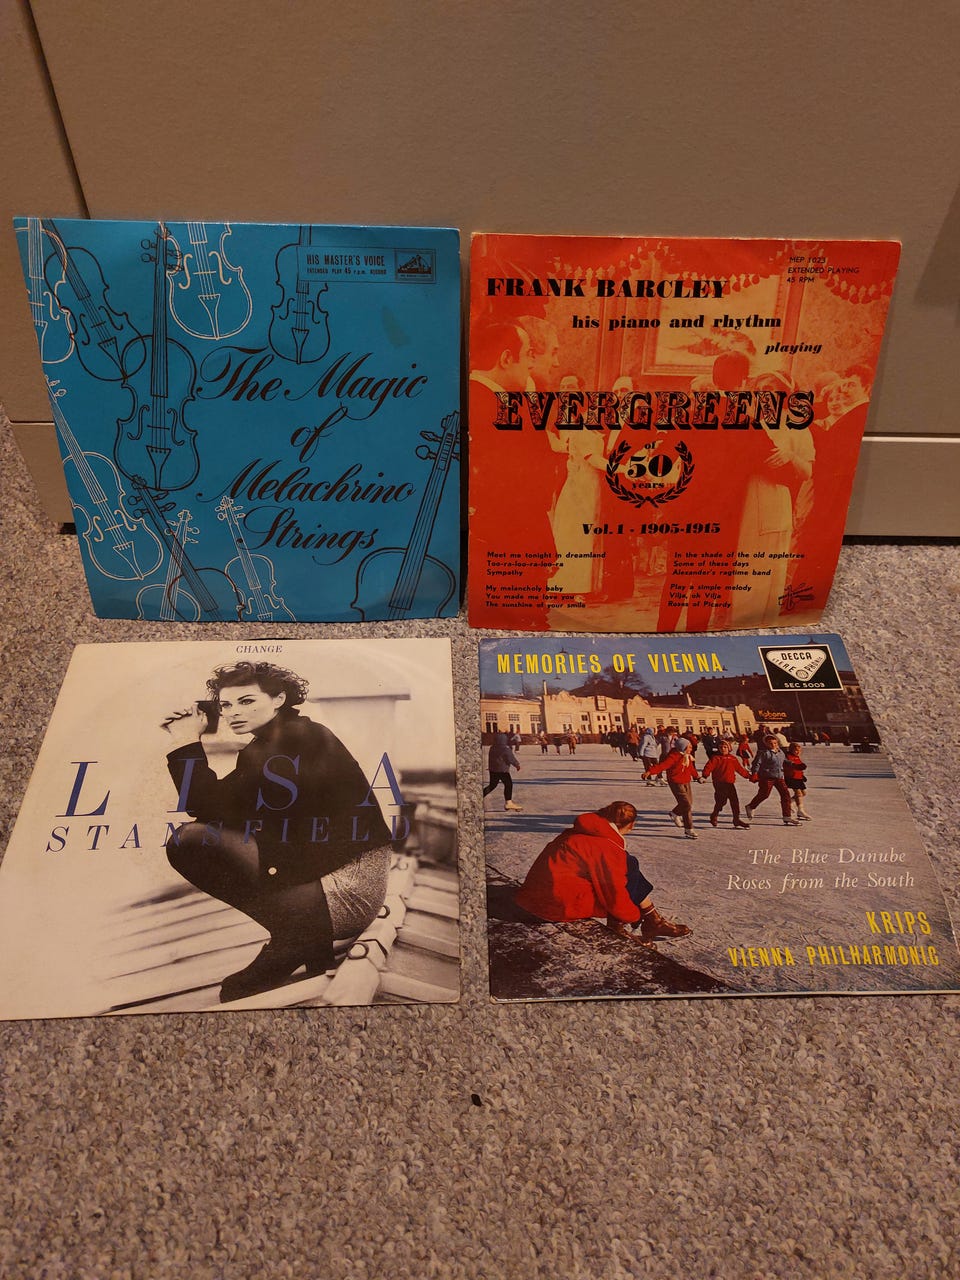 HIS MASTER'S VOICE
EXTENDED PLAY 45 r.p.m. RECORD
The Magic
of
Melachrino
Strings
MEP 1023
EXTENDED PLAYING
45 RPM
FRANK BARCLEY
his piano and rhythm
playing
EVERGREENS
of
50
years
Vol. 1 - 1905-1915
Meet me tonight in dreamland
Too-ra-loo-ra-loo-ra
Sympathy
My melancholy baby
You made me love you
The sunshine of your smile
In the shade of the old appletree
Some of these days
Alexander's ragtime band
Play a simple melody
Vilja, oh Vilja
Roses of Picardy
CHANGE
LISA
STANSFIELD
MEMORIES OF VIENNA
DECCA
STEREOPHONIC
SEC 5003
The Blue Danube
Roses from the South
KRIPS
VIENNA PHILHARMONIC